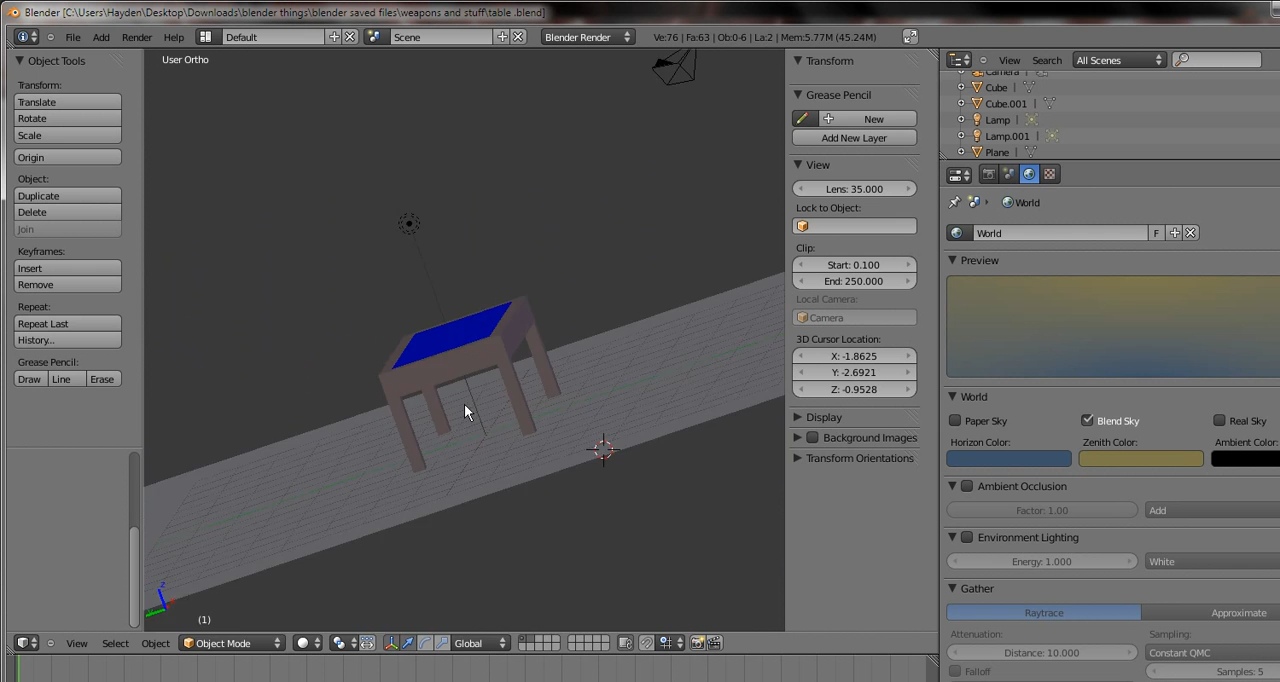 Blender [C:\Users\Hayden\Desktop\Downloads\blender things\blender saved files\weapons and stuff\table .blend]
File Add Render Help Default Scene Blender Render Ve:76 | Fa:63 | Ob:0-6 | La:2 | Mem:5.77M (45.24M)
Object Tools
Transform:
Translate
Rotate
Scale
Origin
Object:
Duplicate
Delete
Join
Keyframes:
Insert
Remove
Repeat:
Repeat Last
History...
Grease Pencil:
Draw Line Erase
User Ortho
Z
(1)
View Select Object Object Mode Global
Transform
Grease Pencil
New
Add New Layer
View
Lens: 35.000
Lock to Object:
Clip:
Start: 0.100
End: 250.000
Local Camera:
Camera
3D Cursor Location:
X: -1.8625
Y: -2.6921
Z: -0.9528
Display
Background Images
Transform Orientations
View Search All Scenes
Camera
Cube
Cube.001
Lamp
Lamp.001
Plane
World
World F
Preview
World
Paper Sky Blend Sky Real Sky
Horizon Color: Zenith Color: Ambient Color:
Ambient Occlusion
Factor: 1.00 Add
Environment Lighting
Energy: 1.000 White
Gather
Raytrace Approximate
Attenuation: Sampling:
Distance: 10.000 Constant QMC
Falloff Samples: 5